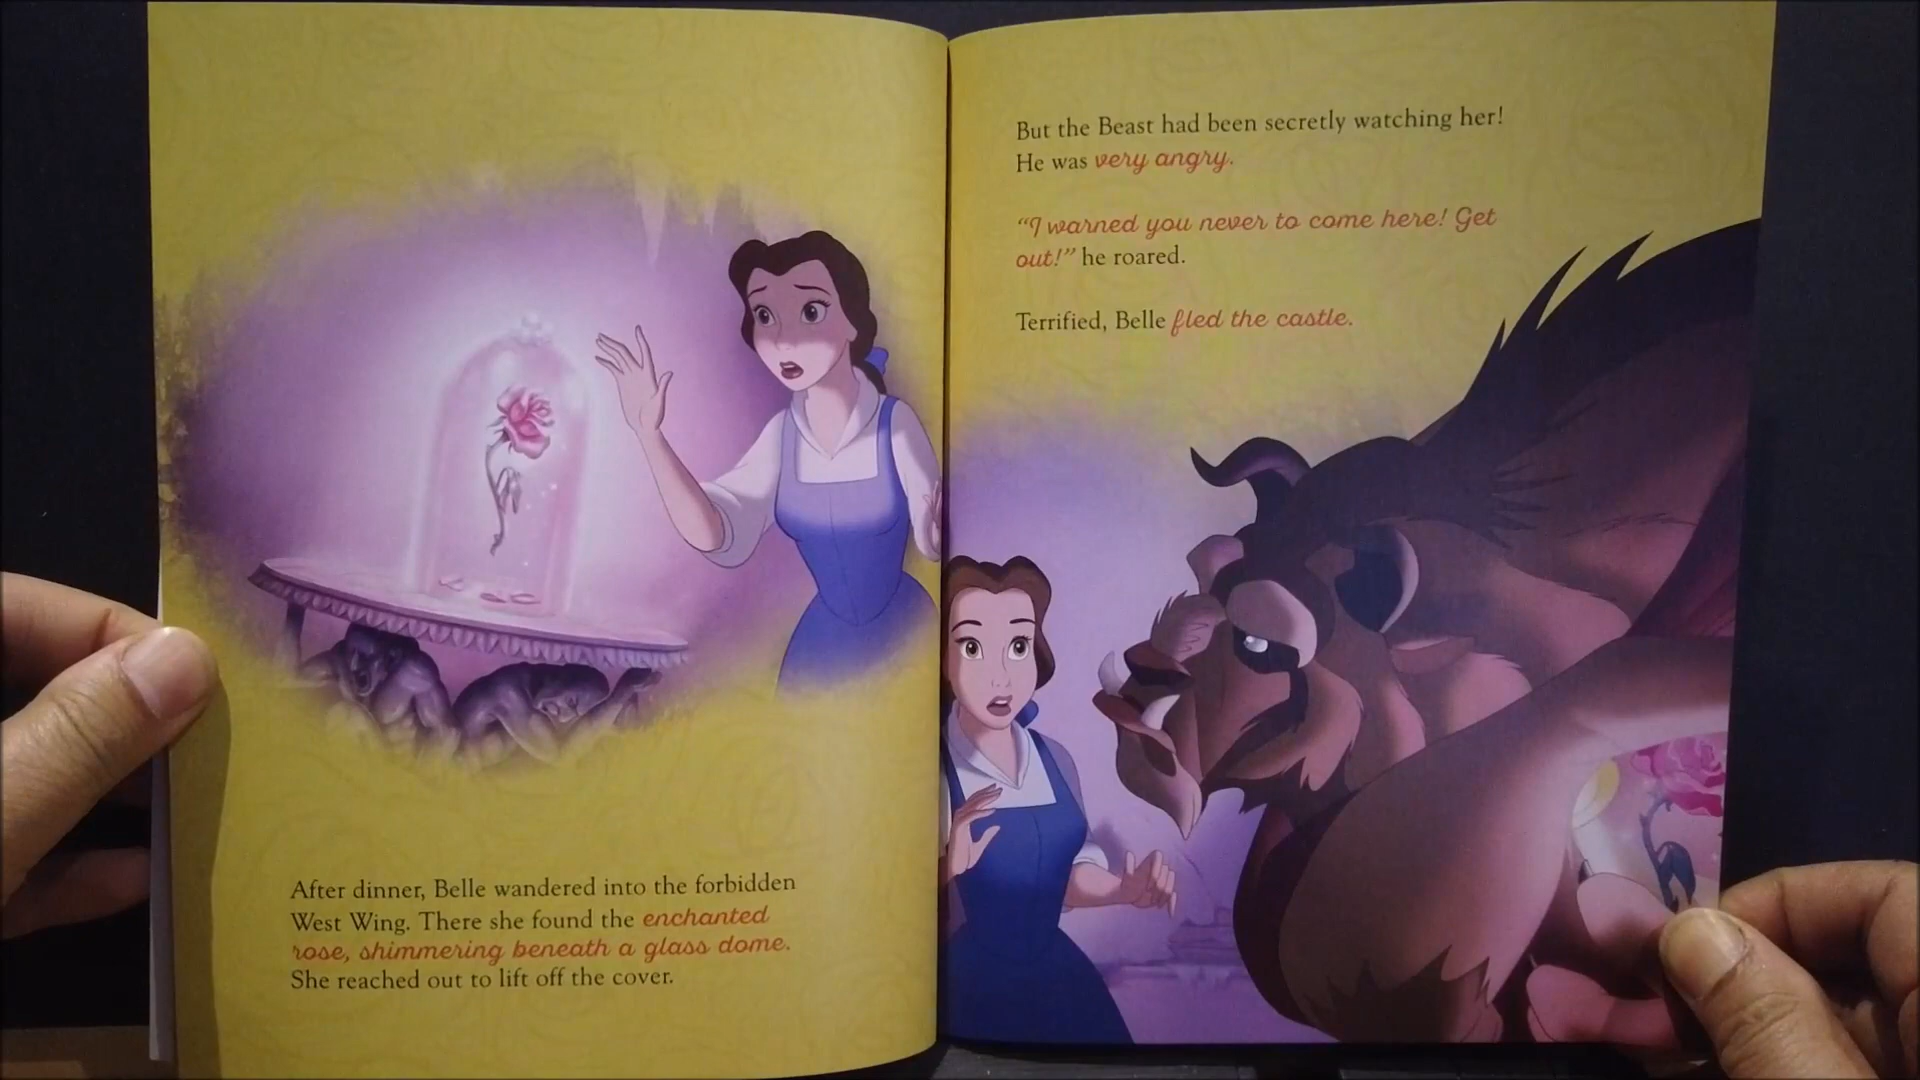 After dinner, Belle wandered into the forbidden
West Wing. There she found the enchanted
rose, shimmering beneath a glass dome.
She reached out to lift off the cover.
But the Beast had been secretly watching her!
He was very angry.
“I warned you never to come here! Get
out!” he roared.
Terrified, Belle fled the castle.